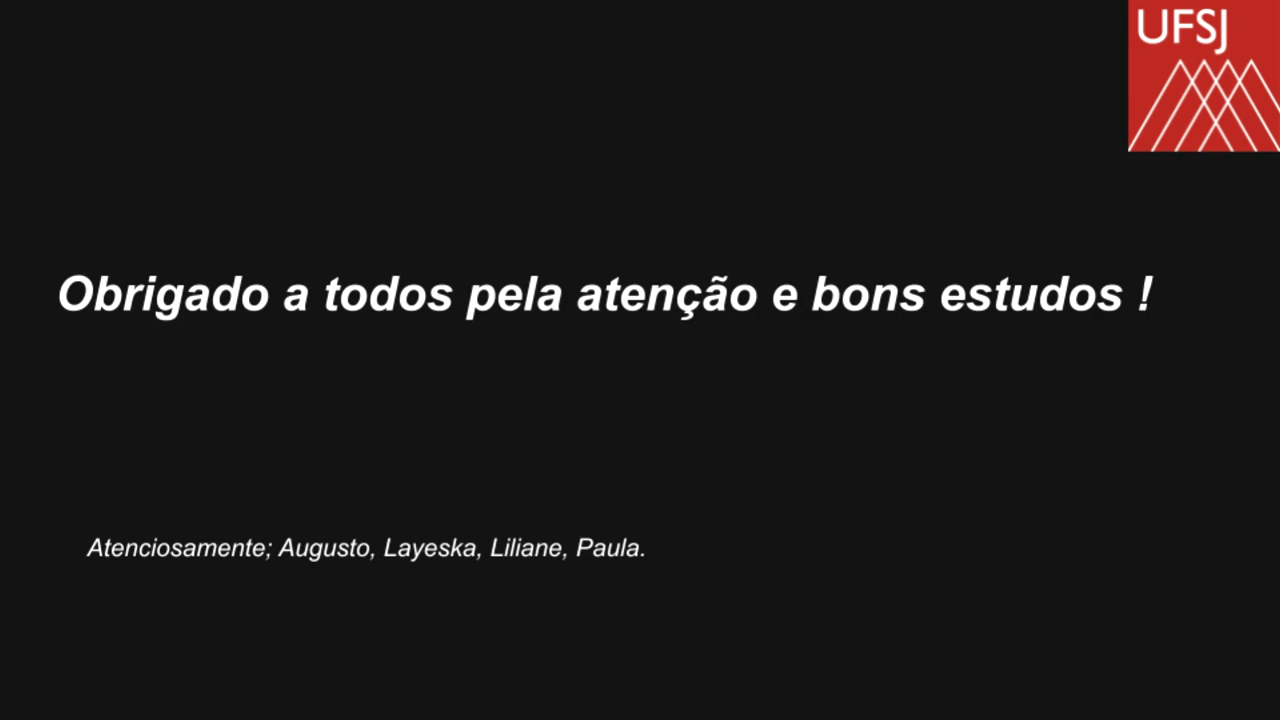 UFSJ
Obrigado a todos pela atenção e bons estudos !
Atenciosamente; Augusto, Layeska, Liliane, Paula.